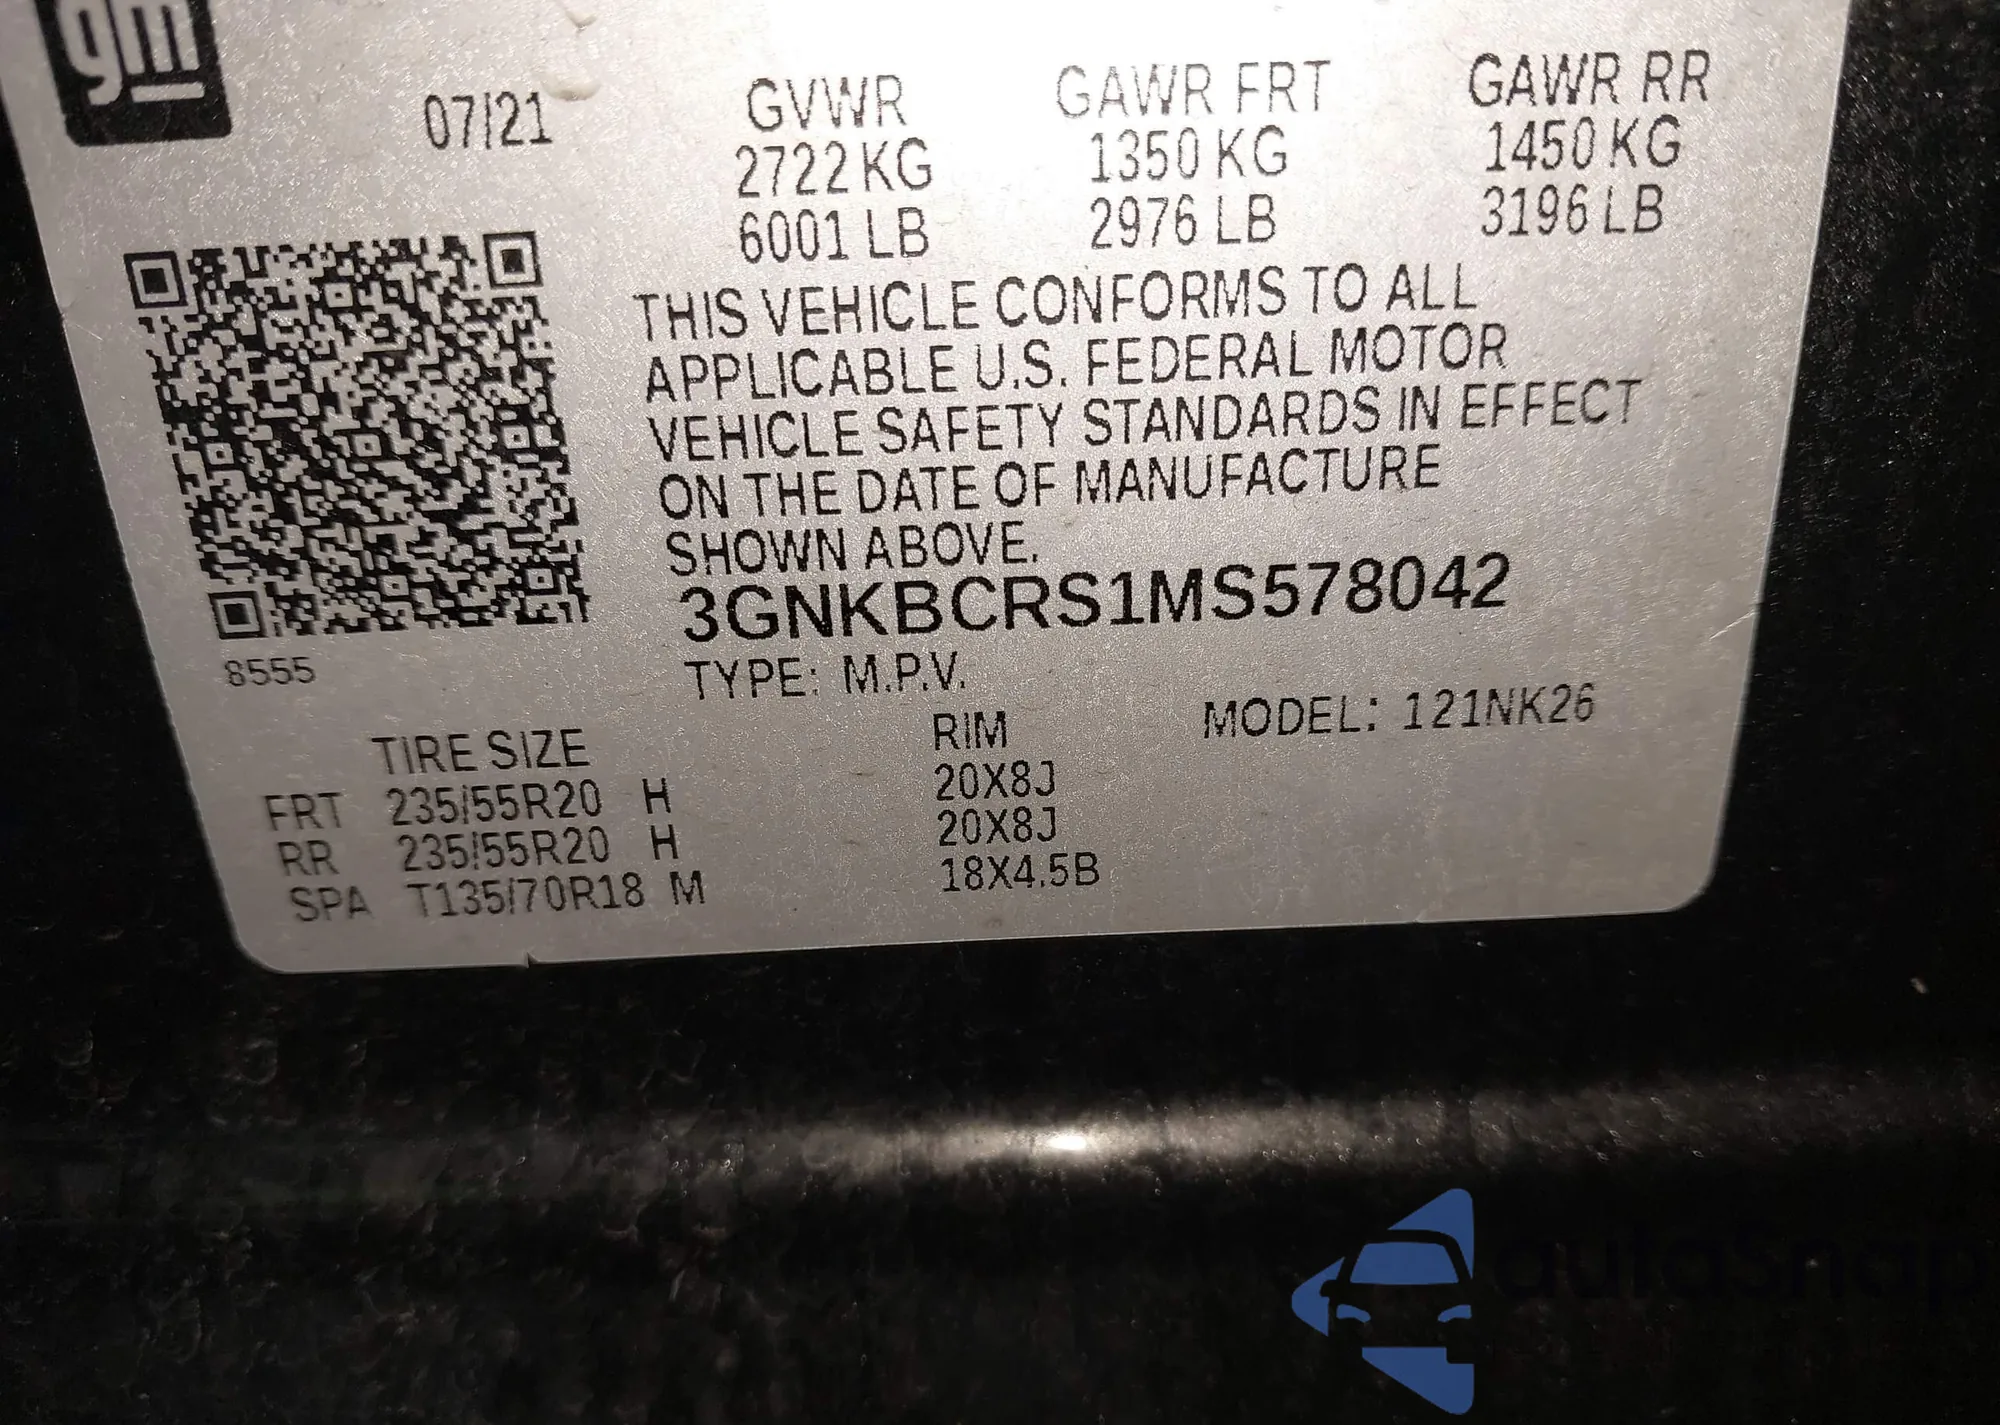 gm
07/21
GVWR GAWR FRT GAWR RR
2722 KG 1350 KG 1450 KG
6001 LB 2976 LB 3196 LB
THIS VEHICLE CONFORMS TO ALL
APPLICABLE U.S. FEDERAL MOTOR
VEHICLE SAFETY STANDARDS IN EFFECT
ON THE DATE OF MANUFACTURE
SHOWN ABOVE.
3GNKBCRS1MS578042
8555
TYPE: M.P.V.
MODEL: 121NK26
TIRE SIZE RIM
FRT 235/55R20 H 20X8J
RR 235/55R20 H 20X8J
SPA T135/70R18 M 18X4.5B